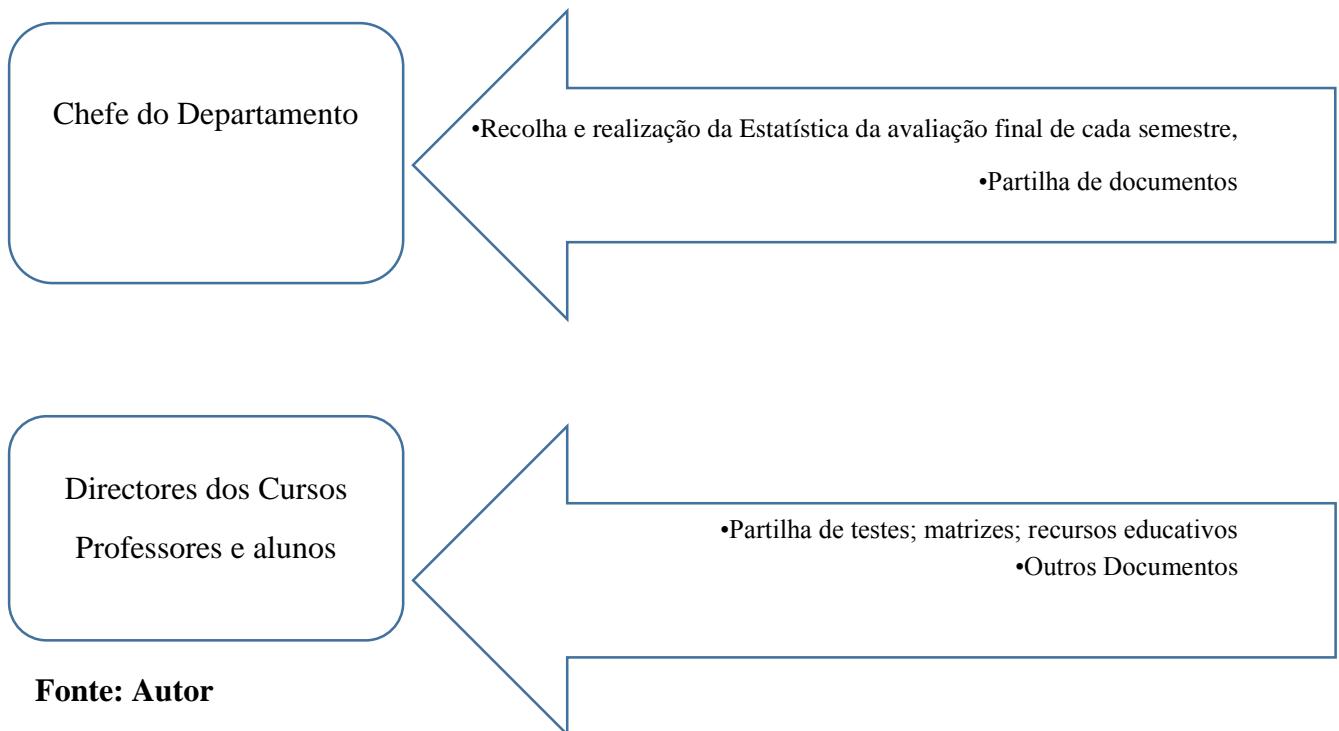 Chefe do Departamento
•Recolha e realização da Estatística da avaliação final de cada semestre,
•Partilha de documentos
Directores dos Cursos
Professores e alunos
•Partilha de testes; matrizes; recursos educativos
•Outros Documentos
Fonte: Autor